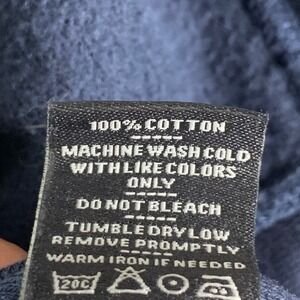 100% COTTON
-----
MACHINE WASH COLD
WITH LIKE COLORS
ONLY
-----
DO NOT BLEACH
-----
TUMBLE DRY LOW
REMOVE PROMPTLY
-----
WARM IRON IF NEEDED
20C